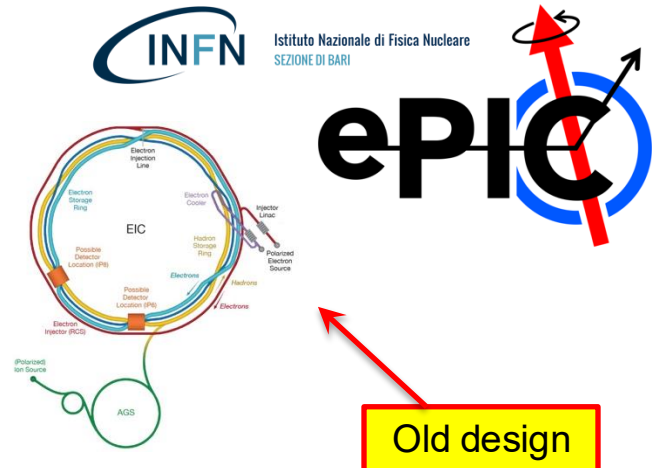 INFN
Istituto Nazionale di Fisica Nucleare
SEZIONE DI BARI
ePIC
Electron
Injection
Line
Electron
Storage
Ring
Electron
Cooler
Injector
Linac
EIC
Hadron
Storage
Ring
Polarized
Electron
Source
Possible
Detector
Location (IP8)
Possible
Detector
Location (IP6)
Electrons
Hadrons
Electrons
Electron
Injector (RCS)
(Polarized)
Ion Source
AGS
Old design